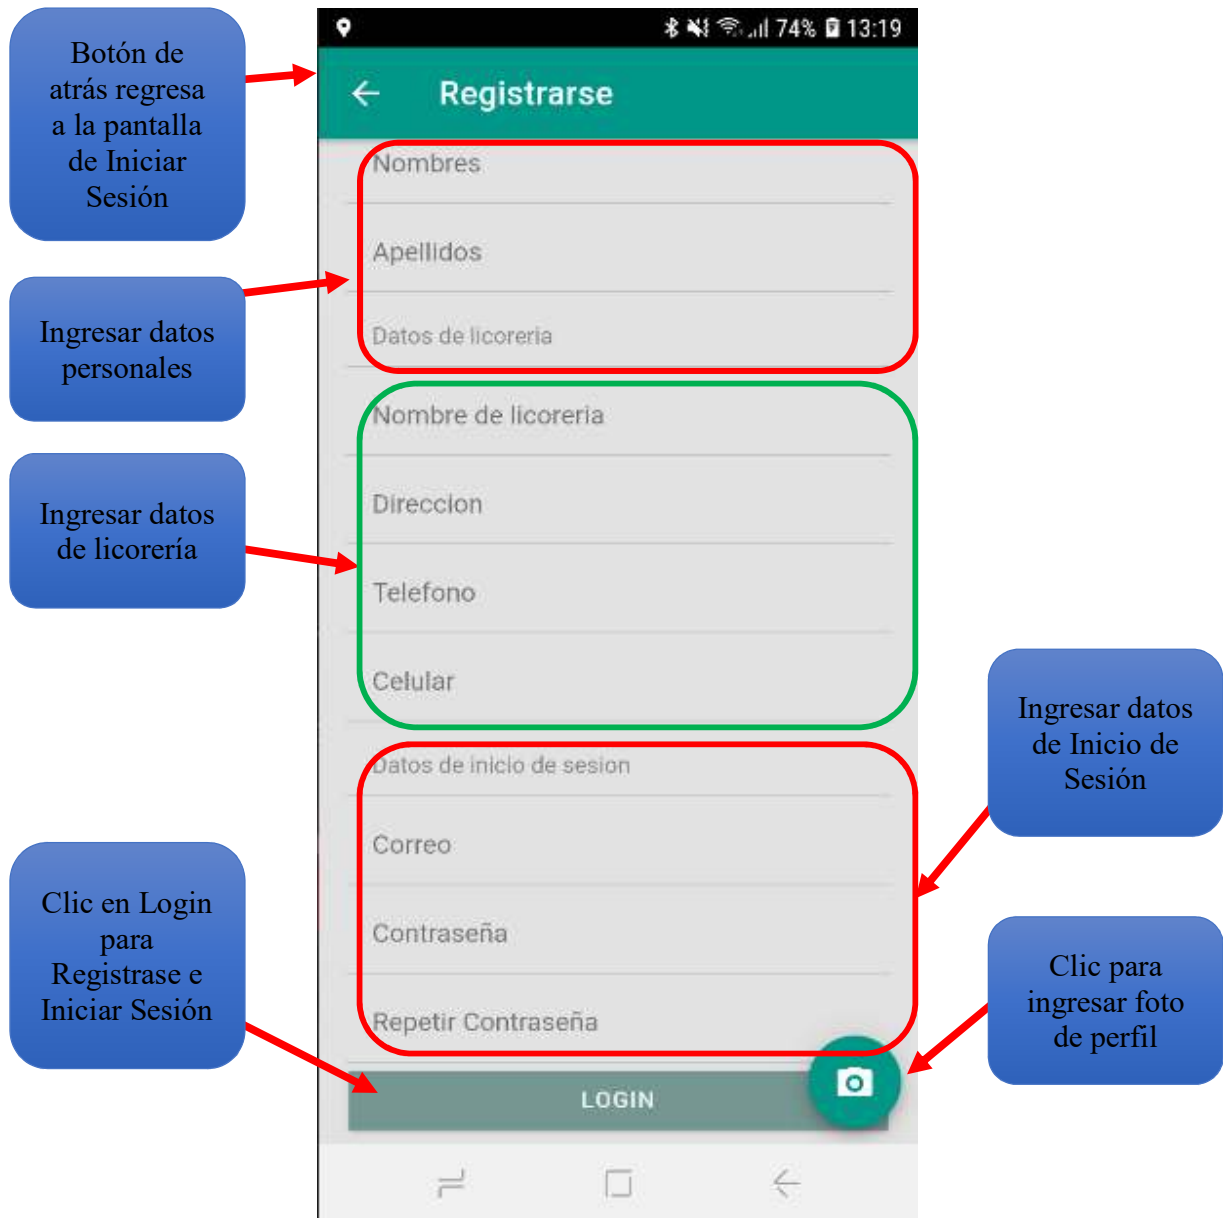 Botón de
atrás regresa
a la pantalla
de Iniciar
Sesión
Ingresar datos
personales
Ingresar datos
de licorería
Clic en Login
para
Registrase e
Iniciar Sesión
74% 13:19
Registrarse
Nombres
Apellidos
Datos de licoreria
Nombre de licoreria
Direccion
Telefono
Celular
Datos de inicio de sesion
Correo
Contraseña
Repetir Contraseña
LOGIN
Ingresar datos
de Inicio de
Sesión
Clic para
ingresar foto
de perfil